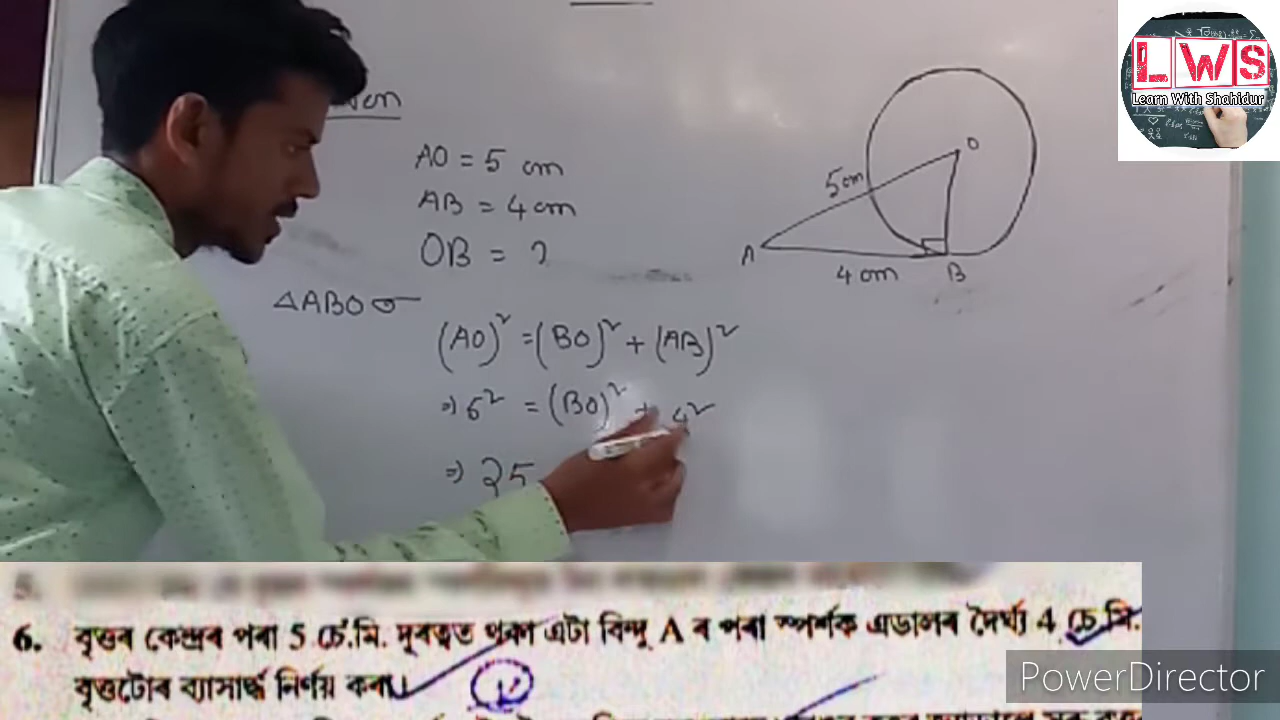 LWS
Learn With Shahidur
AO = 5 cm
AB = 4 cm
OB = ?
5 cm
O
A
4 cm
B
△ABO ত
(AO)² = (BO)² + (AB)²
⇒ 5² = (BO)² + 4²
⇒ 25
6. বৃত্তৰ কেন্দ্ৰৰ পৰা 5 চে.মি. দূৰত্বত থকা এটা বিন্দু A ৰ পৰা স্পৰ্শক এডালৰ দৈৰ্ঘ্য 4 চে.মি.
বৃত্তটোৰ ব্যাসাৰ্দ্ধ নিৰ্ণয় কৰা।
PowerDirector